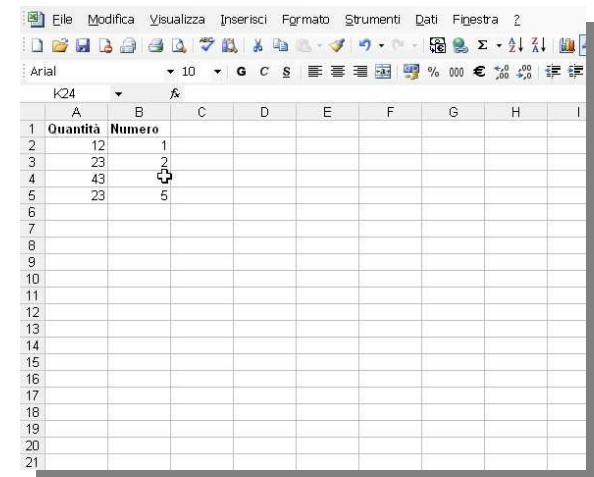 File Modifica Visualizza Inserisci Formato Strumenti Dati Finestra ?
Arial 10 G C S % 000 €
K24 fx
A B C D E F G H I
1 Quantità Numero
2 12 1
3 23 2
4 43
5 23 5
6
7
8
9
10
11
12
13
14
15
16
17
18
19
20
21